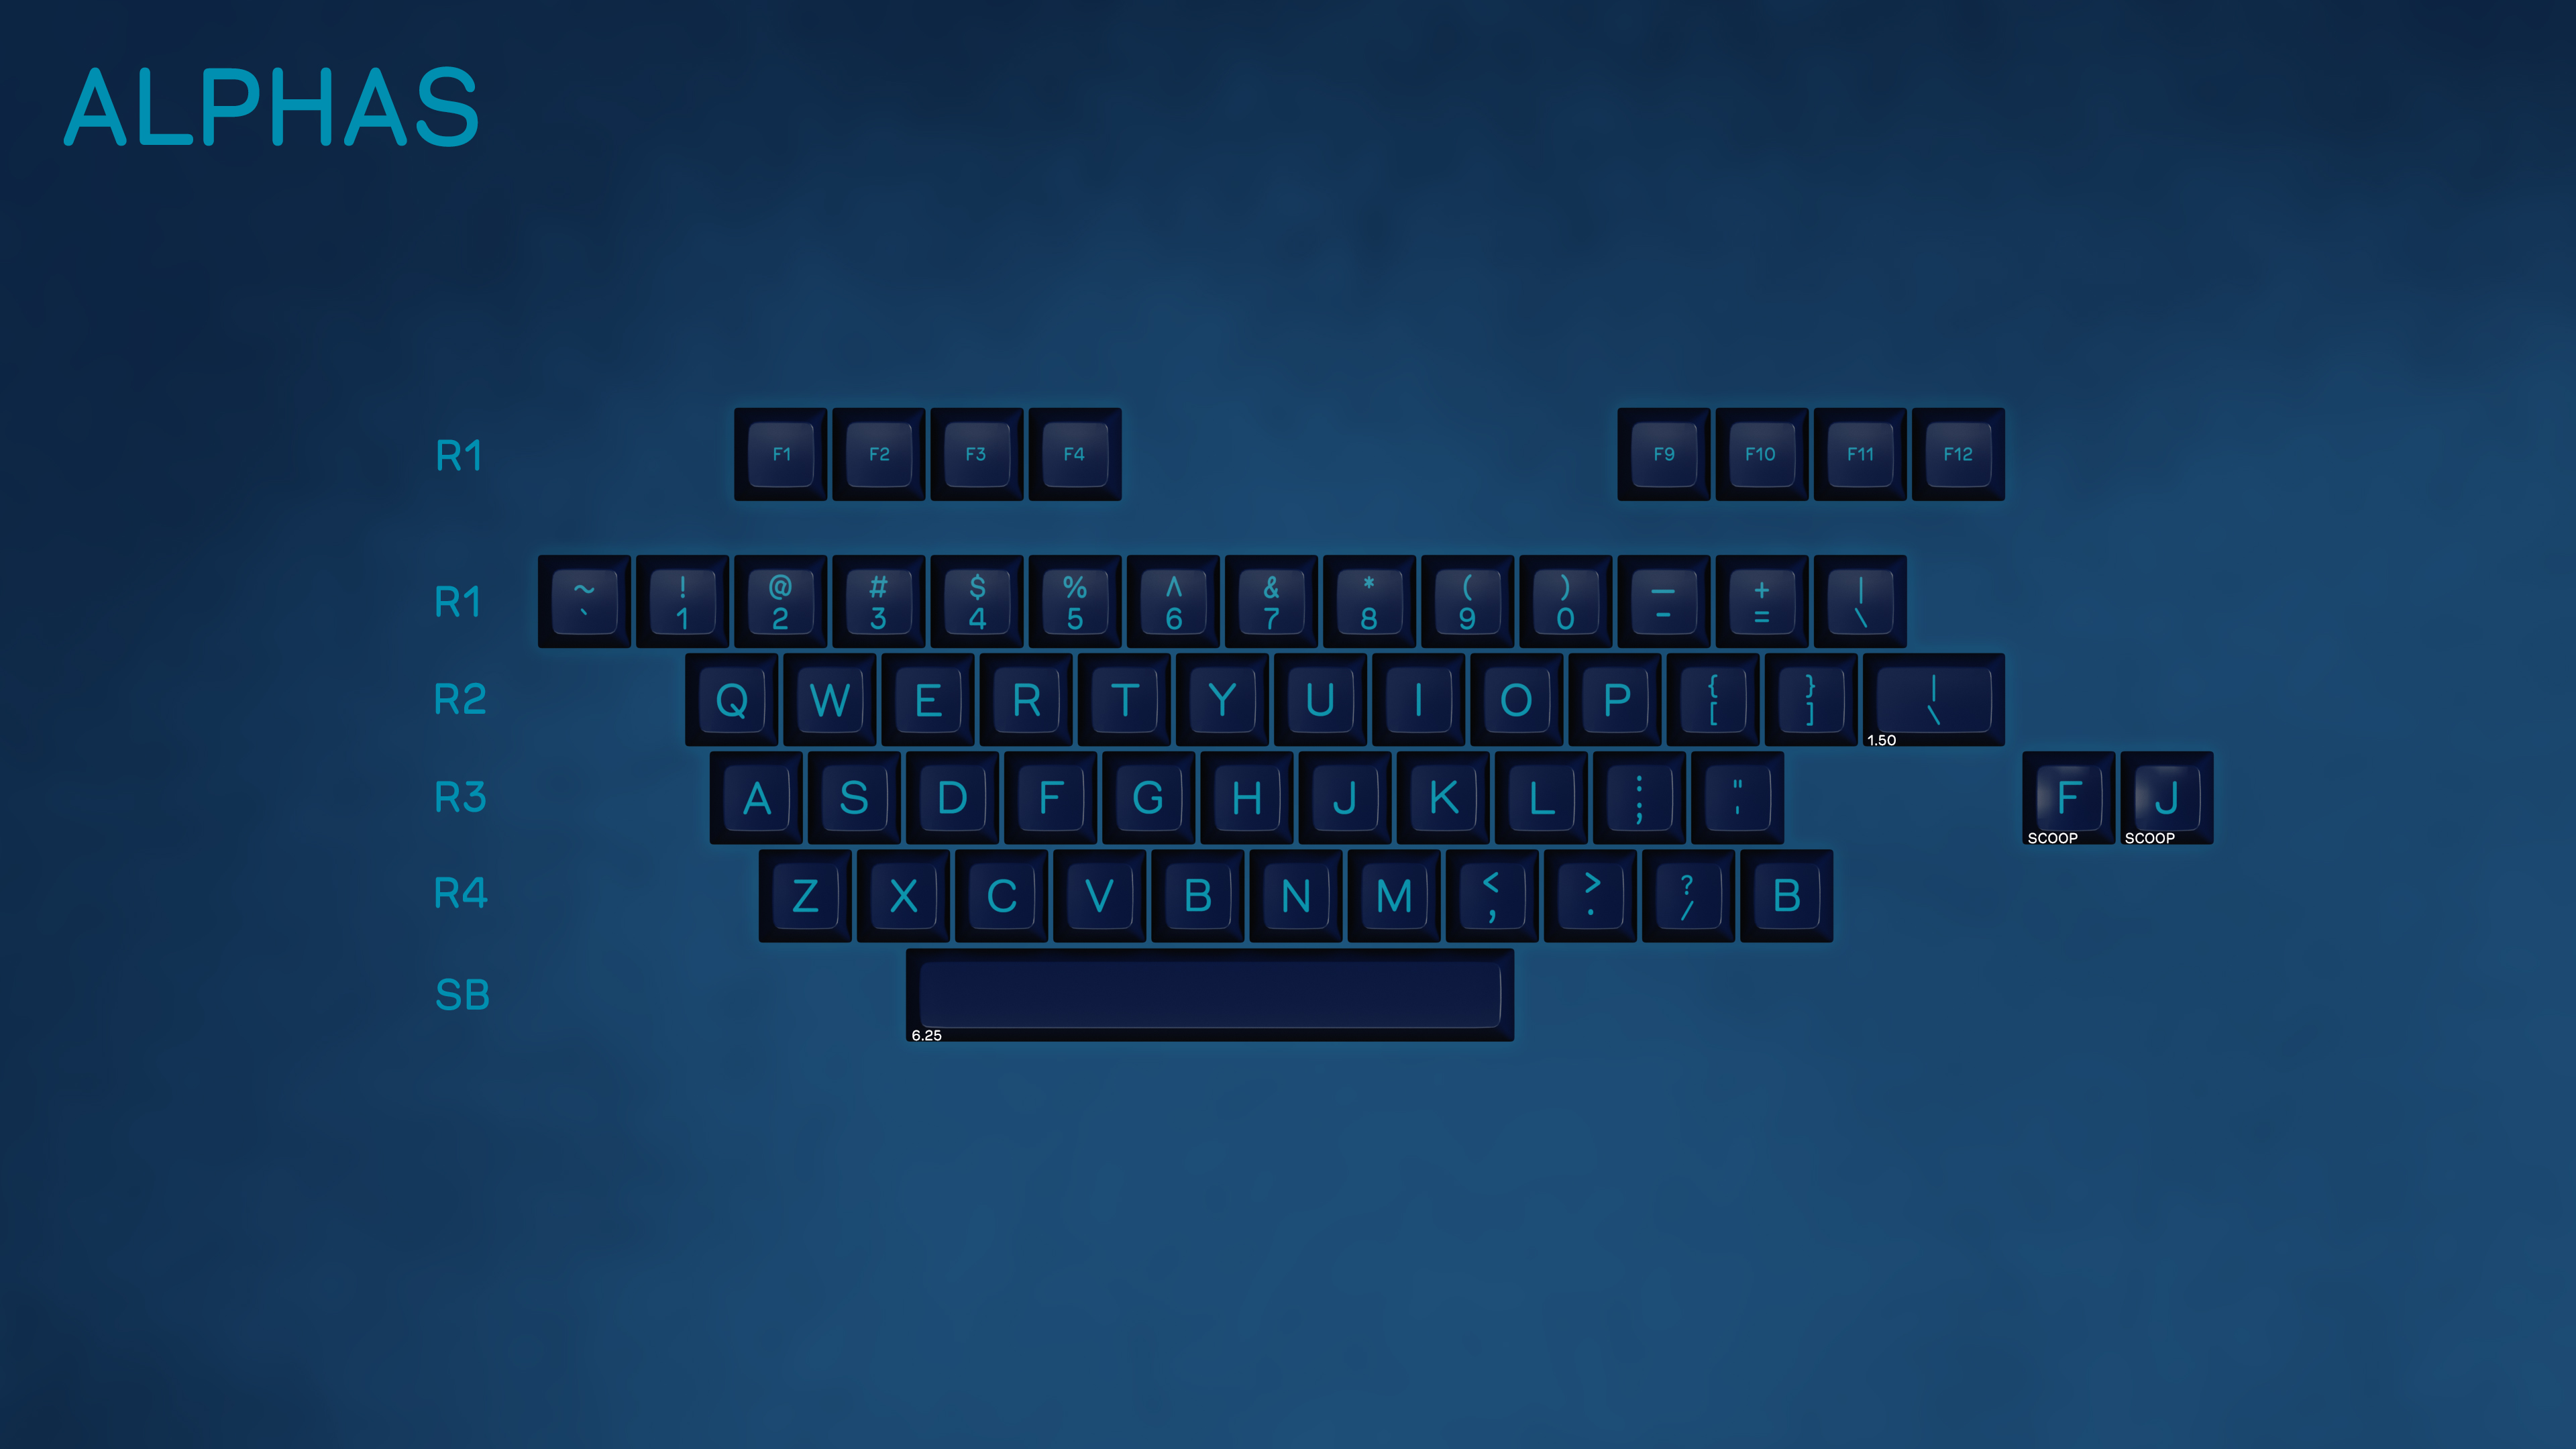 ALPHAS
R1 F1 F2 F3 F4 F9 F10 F11 F12
R1 ~ ! @ # $ % ^ & * ( ) — + |
` 1 2 3 4 5 6 7 8 9 0 - = \
R2 Q W E R T Y U I O P { } |
[ ] \
1.50
R3 A S D F G H J K L : " F J
; '
SCOOP SCOOP
R4 Z X C V B N M < > ? B
, . /
SB
6.25